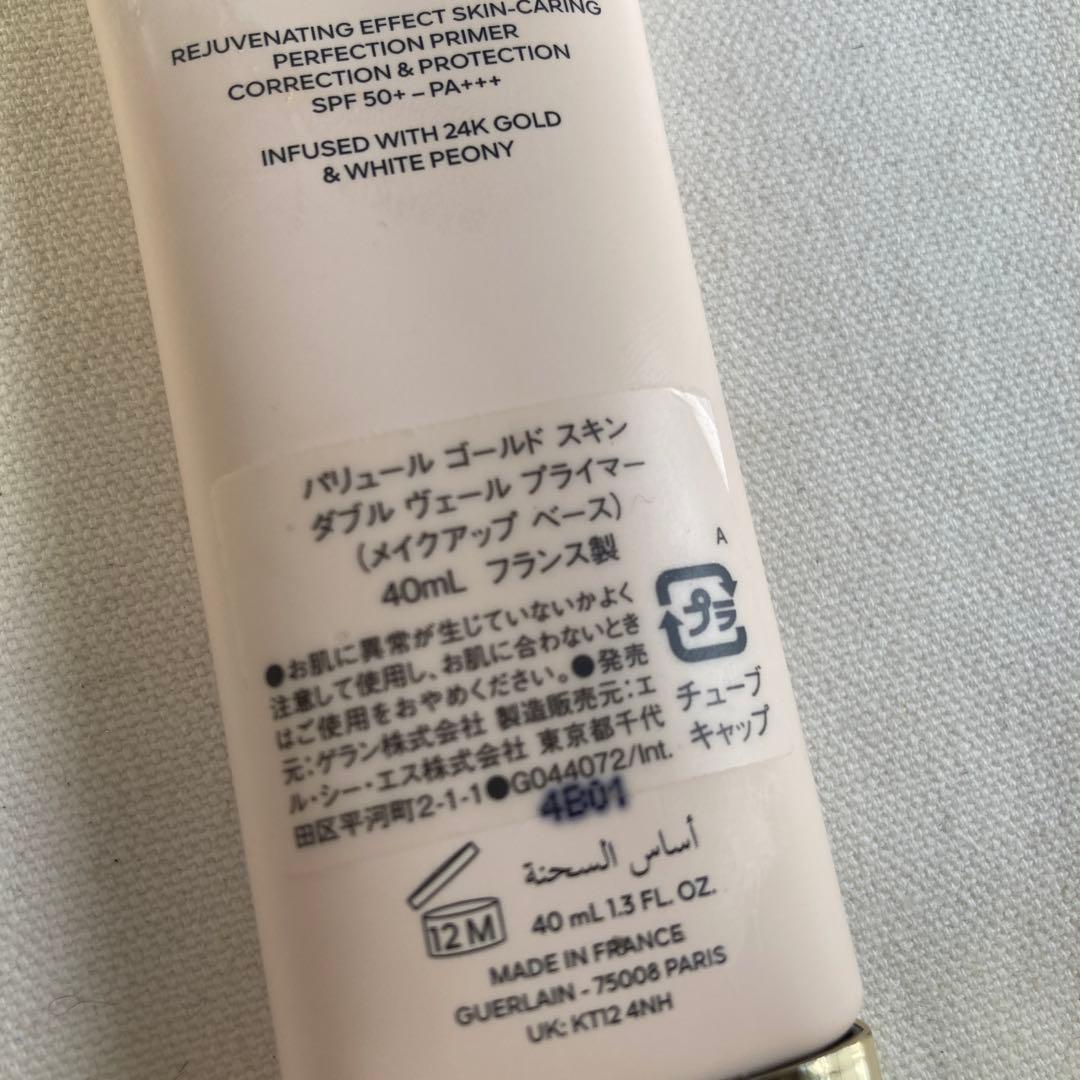 REJUVENATING EFFECT SKIN-CARING
PERFECTION PRIMER
CORRECTION & PROTECTION
SPF 50+ – PA+++
INFUSED WITH 24K GOLD
& WHITE PEONY
パリュール ゴールド スキン
ダブル ヴェール プライマー
(メイクアップ ベース)
40mL フランス製
●お肌に異常が生じていないかよく
注意して使用し、お肌に合わないとき
はご使用をおやめください。●発売
元:ゲラン株式会社 製造販売元:エ
ル・シー・エス株式会社 東京都千代
田区平河町2-1-1●G044072/Int.
A
プラ
チューブ
キャップ
4B01
12M
أساس السحنة
40 mL 1.3 FL. OZ.
MADE IN FRANCE
GUERLAIN - 75008 PARIS
UK: KT12 4NH